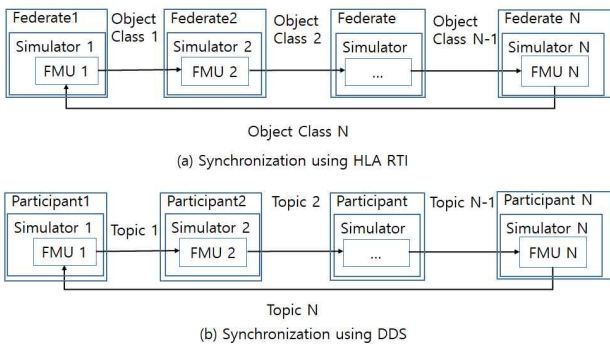 Federate1
Object
Class 1
Federate2
Object
Class 2
Federate
Object
Class N-1
Federate N
Simulator 1
Simulator 2
Simulator
Simulator N
FMU 1
FMU 2
...
FMU N
Object Class N
(a) Synchronization using HLA RTI
Participant1
Participant2
Topic 2
Participant
Topic N-1
Participant N
Simulator 1
Topic 1
Simulator 2
Simulator
Simulator N
FMU 1
FMU 2
...
FMU N
Topic N
(b) Synchronization using DDS